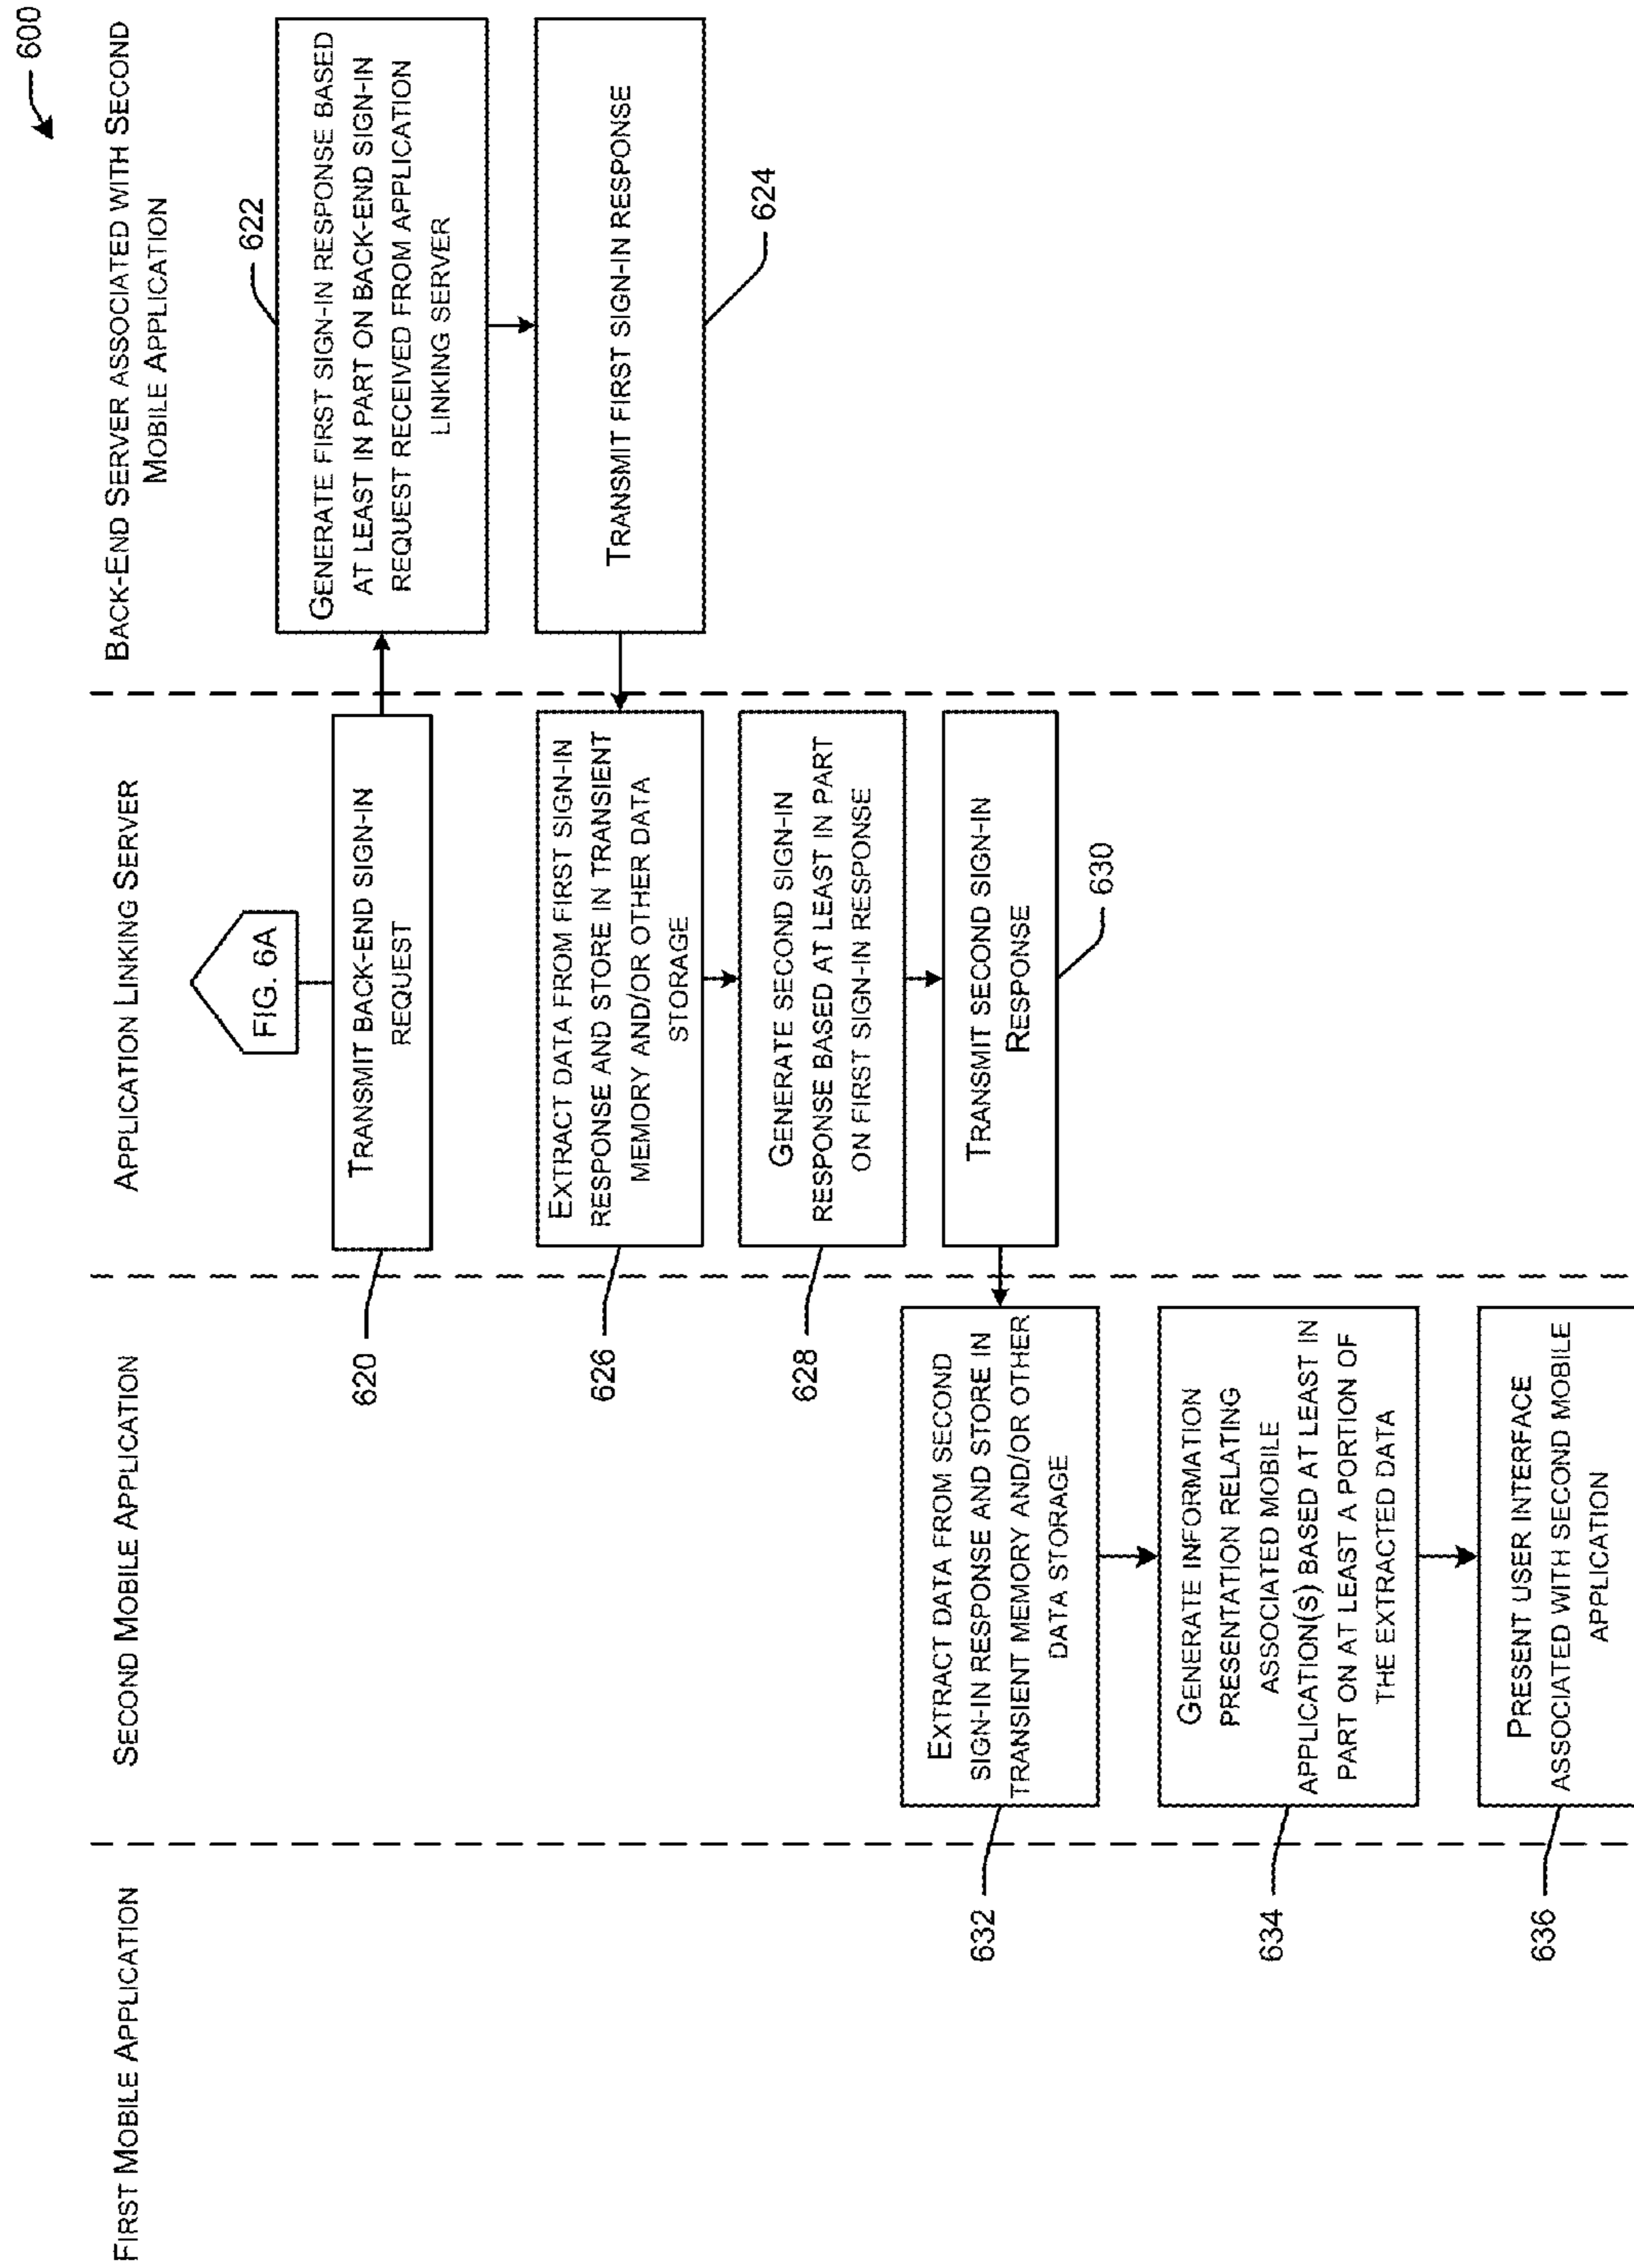 600
FIRST MOBILE APPLICATION
SECOND MOBILE APPLICATION
APPLICATION LINKING SERVER
BACK-END SERVER ASSOCIATED WITH SECOND
MOBILE APPLICATION
FIG. 6A
620
TRANSMIT BACK-END SIGN-IN
REQUEST
622
GENERATE FIRST SIGN-IN RESPONSE BASED
AT LEAST IN PART ON BACK-END SIGN-IN
REQUEST RECEIVED FROM APPLICATION
LINKING SERVER
TRANSMIT FIRST SIGN-IN RESPONSE
624
626
EXTRACT DATA FROM FIRST SIGN-IN
RESPONSE AND STORE IN TRANSIENT
MEMORY AND/OR OTHER DATA
STORAGE
628
GENERATE SECOND SIGN-IN
RESPONSE BASED AT LEAST IN PART
ON FIRST SIGN-IN RESPONSE
TRANSMIT SECOND SIGN-IN
RESPONSE
630
632
EXTRACT DATA FROM SECOND
SIGN-IN RESPONSE AND STORE IN
TRANSIENT MEMORY AND/OR OTHER
DATA STORAGE
634
GENERATE INFORMATION
PRESENTATION RELATING
ASSOCIATED MOBILE
APPLICATION(S) BASED AT LEAST IN
PART ON AT LEAST A PORTION OF
THE EXTRACTED DATA
636
PRESENT USER INTERFACE
ASSOCIATED WITH SECOND MOBILE
APPLICATION